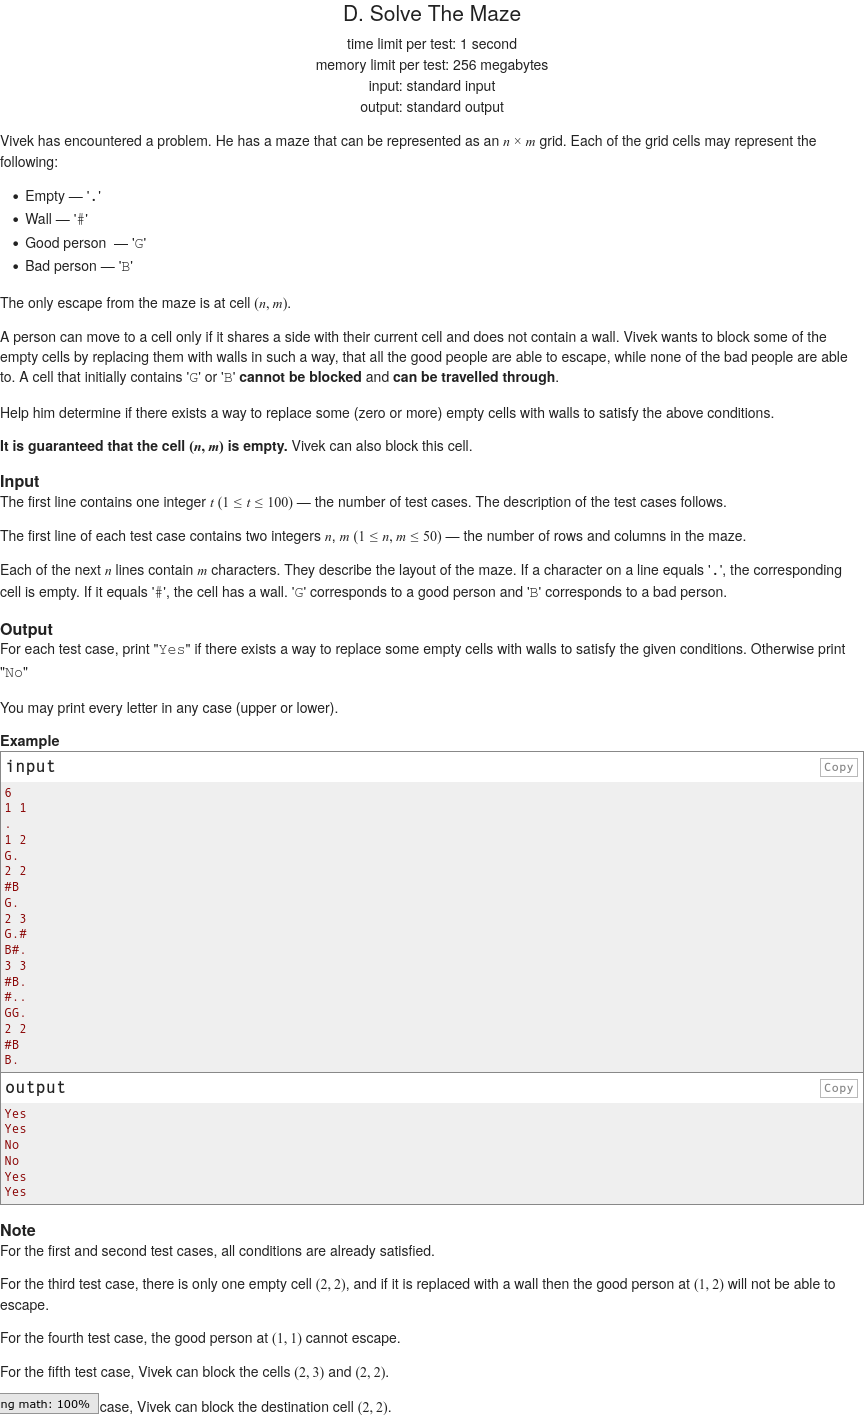 D. Solve The Maze
time limit per test: 1 second
memory limit per test: 256 megabytes
input: standard input
output: standard output
Vivek has encountered a problem. He has a maze that can be represented as an n × m grid. Each of the grid cells may represent the
following:
• Empty — '.'
• Wall — '#'
• Good person — 'G'
• Bad person — 'B'
The only escape from the maze is at cell (n, m).
A person can move to a cell only if it shares a side with their current cell and does not contain a wall. Vivek wants to block some of the
empty cells by replacing them with walls in such a way, that all the good people are able to escape, while none of the bad people are able
to. A cell that initially contains 'G' or 'B' cannot be blocked and can be travelled through.
Help him determine if there exists a way to replace some (zero or more) empty cells with walls to satisfy the above conditions.
It is guaranteed that the cell (n, m) is empty. Vivek can also block this cell.
Input
The first line contains one integer t (1 ≤ t ≤ 100) — the number of test cases. The description of the test cases follows.
The first line of each test case contains two integers n, m (1 ≤ n, m ≤ 50) — the number of rows and columns in the maze.
Each of the next n lines contain m characters. They describe the layout of the maze. If a character on a line equals '.', the corresponding
cell is empty. If it equals '#', the cell has a wall. 'G' corresponds to a good person and 'B' corresponds to a bad person.
Output
For each test case, print "Yes" if there exists a way to replace some empty cells with walls to satisfy the given conditions. Otherwise print
"No"
You may print every letter in any case (upper or lower).
Example
input Copy
6
1 1
.
1 2
G.
2 2
#B
G.
2 3
G.#
B#.
3 3
#B.
#..
GG.
2 2
#B
B.
output Copy
Yes
Yes
No
No
Yes
Yes
Note
For the first and second test cases, all conditions are already satisfied.
For the third test case, there is only one empty cell (2, 2), and if it is replaced with a wall then the good person at (1, 2) will not be able to
escape.
For the fourth test case, the good person at (1, 1) cannot escape.
For the fifth test case, Vivek can block the cells (2, 3) and (2, 2).
ng math: 100% case, Vivek can block the destination cell (2, 2).